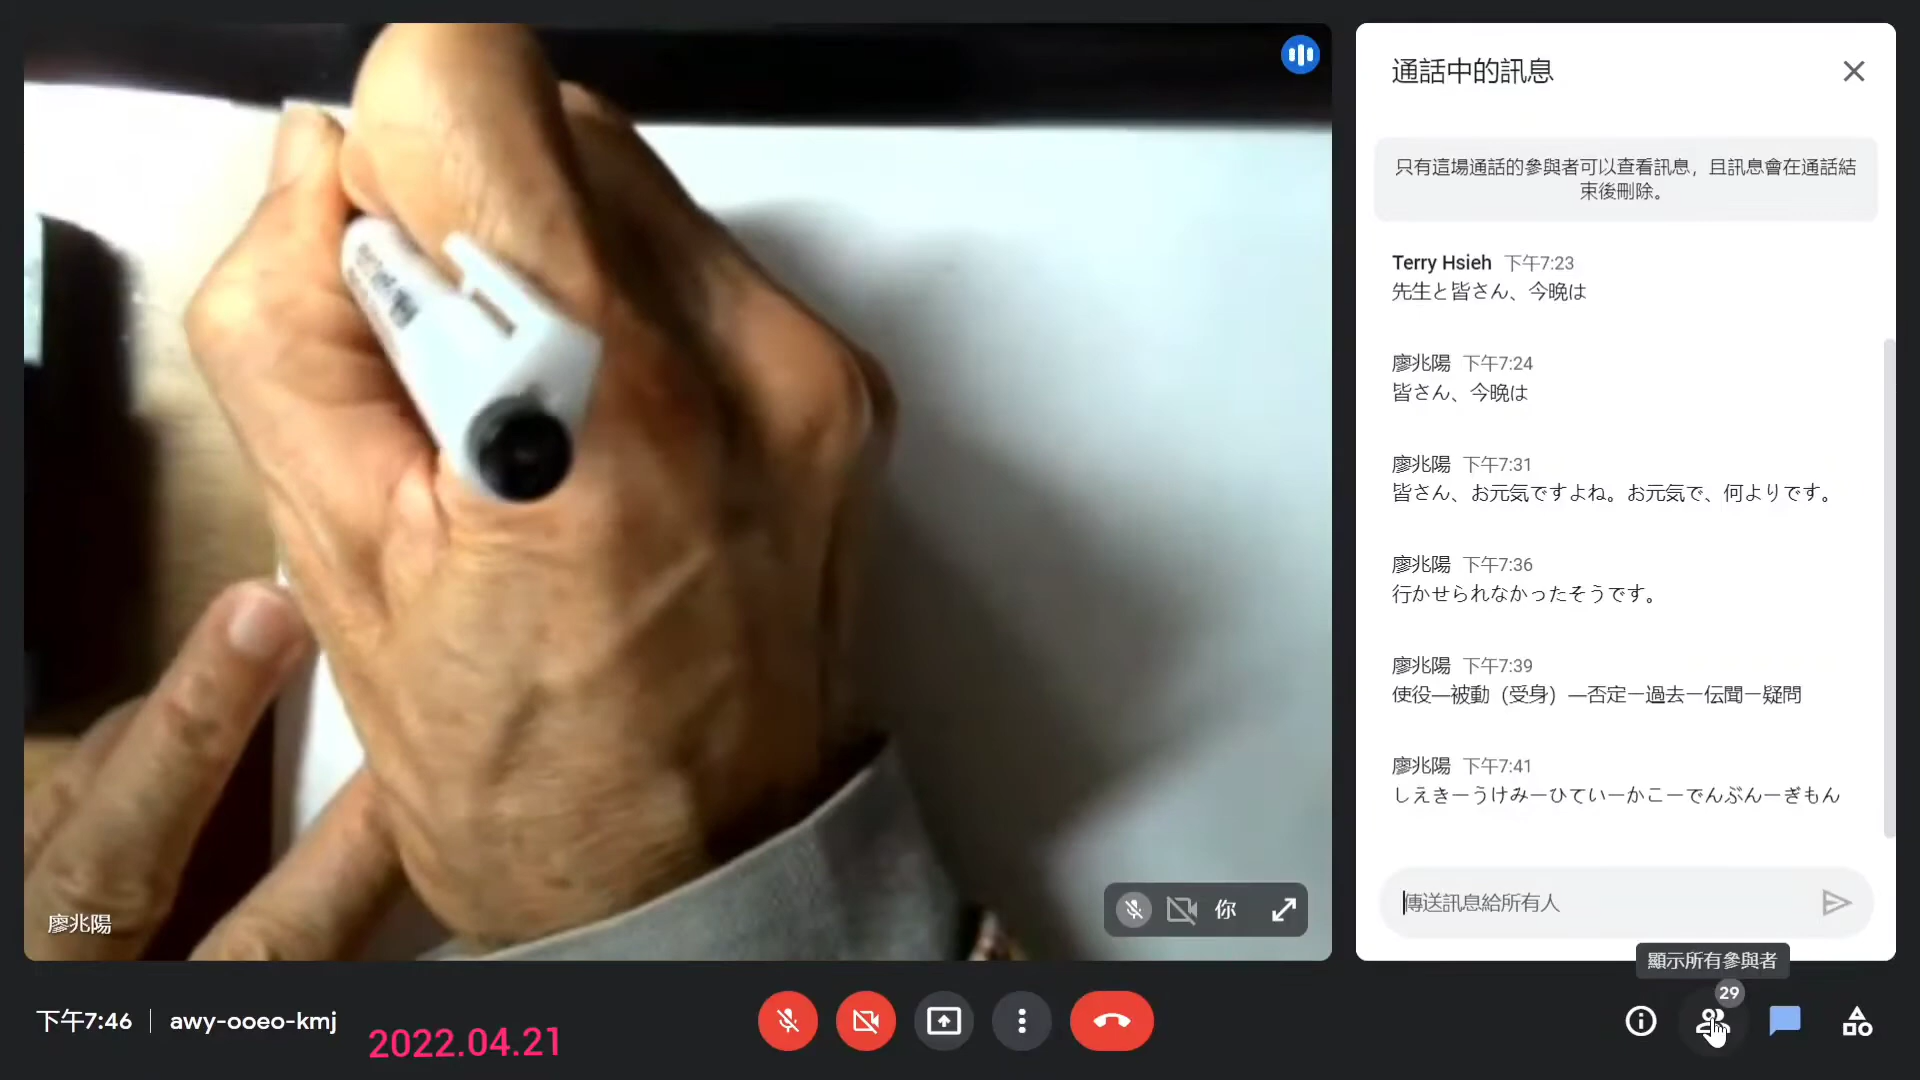 通話中的訊息
只有這場通話的參與者可以查看訊息，且訊息會在通話結
束後刪除。
Terry Hsieh 下午7:23
先生と皆さん、今晩は
廖兆陽 下午7:24
皆さん、今晩は
廖兆陽 下午7:31
皆さん、お元気ですよね。お元気で、何よりです。
廖兆陽 下午7:36
行かせられなかったそうです。
廖兆陽 下午7:39
使役—被動（受身）—否定ー過去ー伝聞ー疑問
廖兆陽 下午7:41
しえきーうけみーひていーかこーでんぶんーぎもん
傳送訊息給所有人
顯示所有參與者
廖兆陽
你
29
下午7:46 | awy-ooeo-kmj
2022.04.21